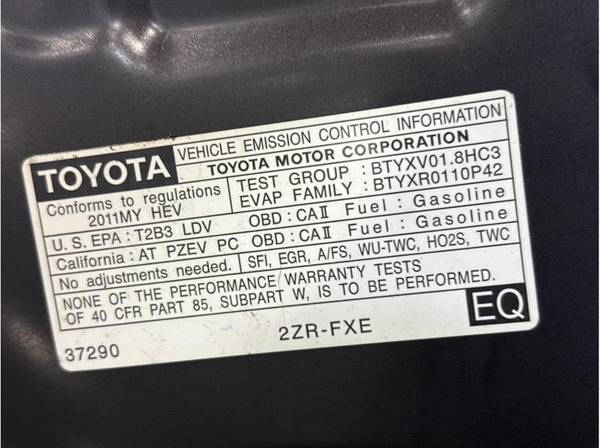 TOYOTA
VEHICLE EMISSION CONTROL INFORMATION
TOYOTA MOTOR CORPORATION
Conforms to regulations
2011MY HEV
TEST GROUP : BTYXV01.8HC3
EVAP FAMILY : BTYXR0110P42
U. S. EPA : T2B3 LDV OBD : CAⅡ Fuel : Gasoline
California : AT PZEV PC OBD : CAⅡ Fuel : Gasoline
No adjustments needed. SFI, EGR, A/FS, WU-TWC, HO2S, TWC
NONE OF THE PERFORMANCE/WARRANTY TESTS
OF 40 CFR PART 85, SUBPART W, IS TO BE PERFORMED.
37290 2ZR-FXE EQ